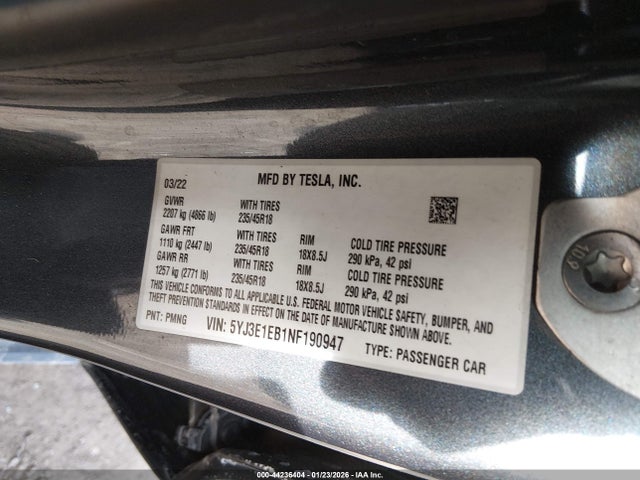 MFD BY TESLA, INC.
03/22
GVWR WITH TIRES
2207 kg (4866 lb) 235/45R18
GAWR FRT WITH TIRES RIM COLD TIRE PRESSURE
1110 kg (2447 lb) 235/45R18 18X8.5J 290 kPa, 42 psi
GAWR RR WITH TIRES RIM COLD TIRE PRESSURE
1257 kg (2771 lb) 235/45R18 18X8.5J 290 kPa, 42 psi
THIS VEHICLE CONFORMS TO ALL APPLICABLE U.S. FEDERAL MOTOR VEHICLE SAFETY, BUMPER, AND
THEFT PREVENTION STANDARDS IN EFFECT ON THE DATE OF MANUFACTURE SHOWN ABOVE.
PNT: PMNG VIN: 5YJ3E1EB1NF190947 TYPE: PASSENGER CAR
10.9
000-44236404 - 01/23/2026 - IAA Inc.